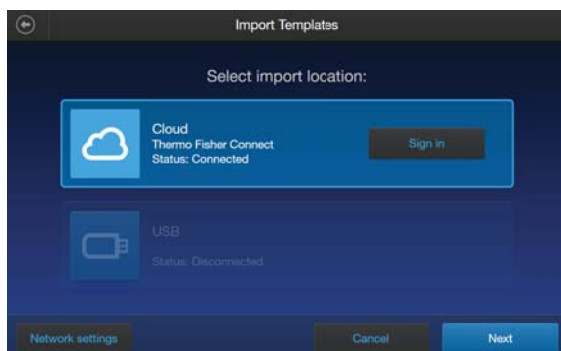 Import Templates
Select import location:
Cloud
Thermo Fisher Connect
Status: Connected
Sign in
USB
Status: Disconnected
Network settings
Cancel
Next